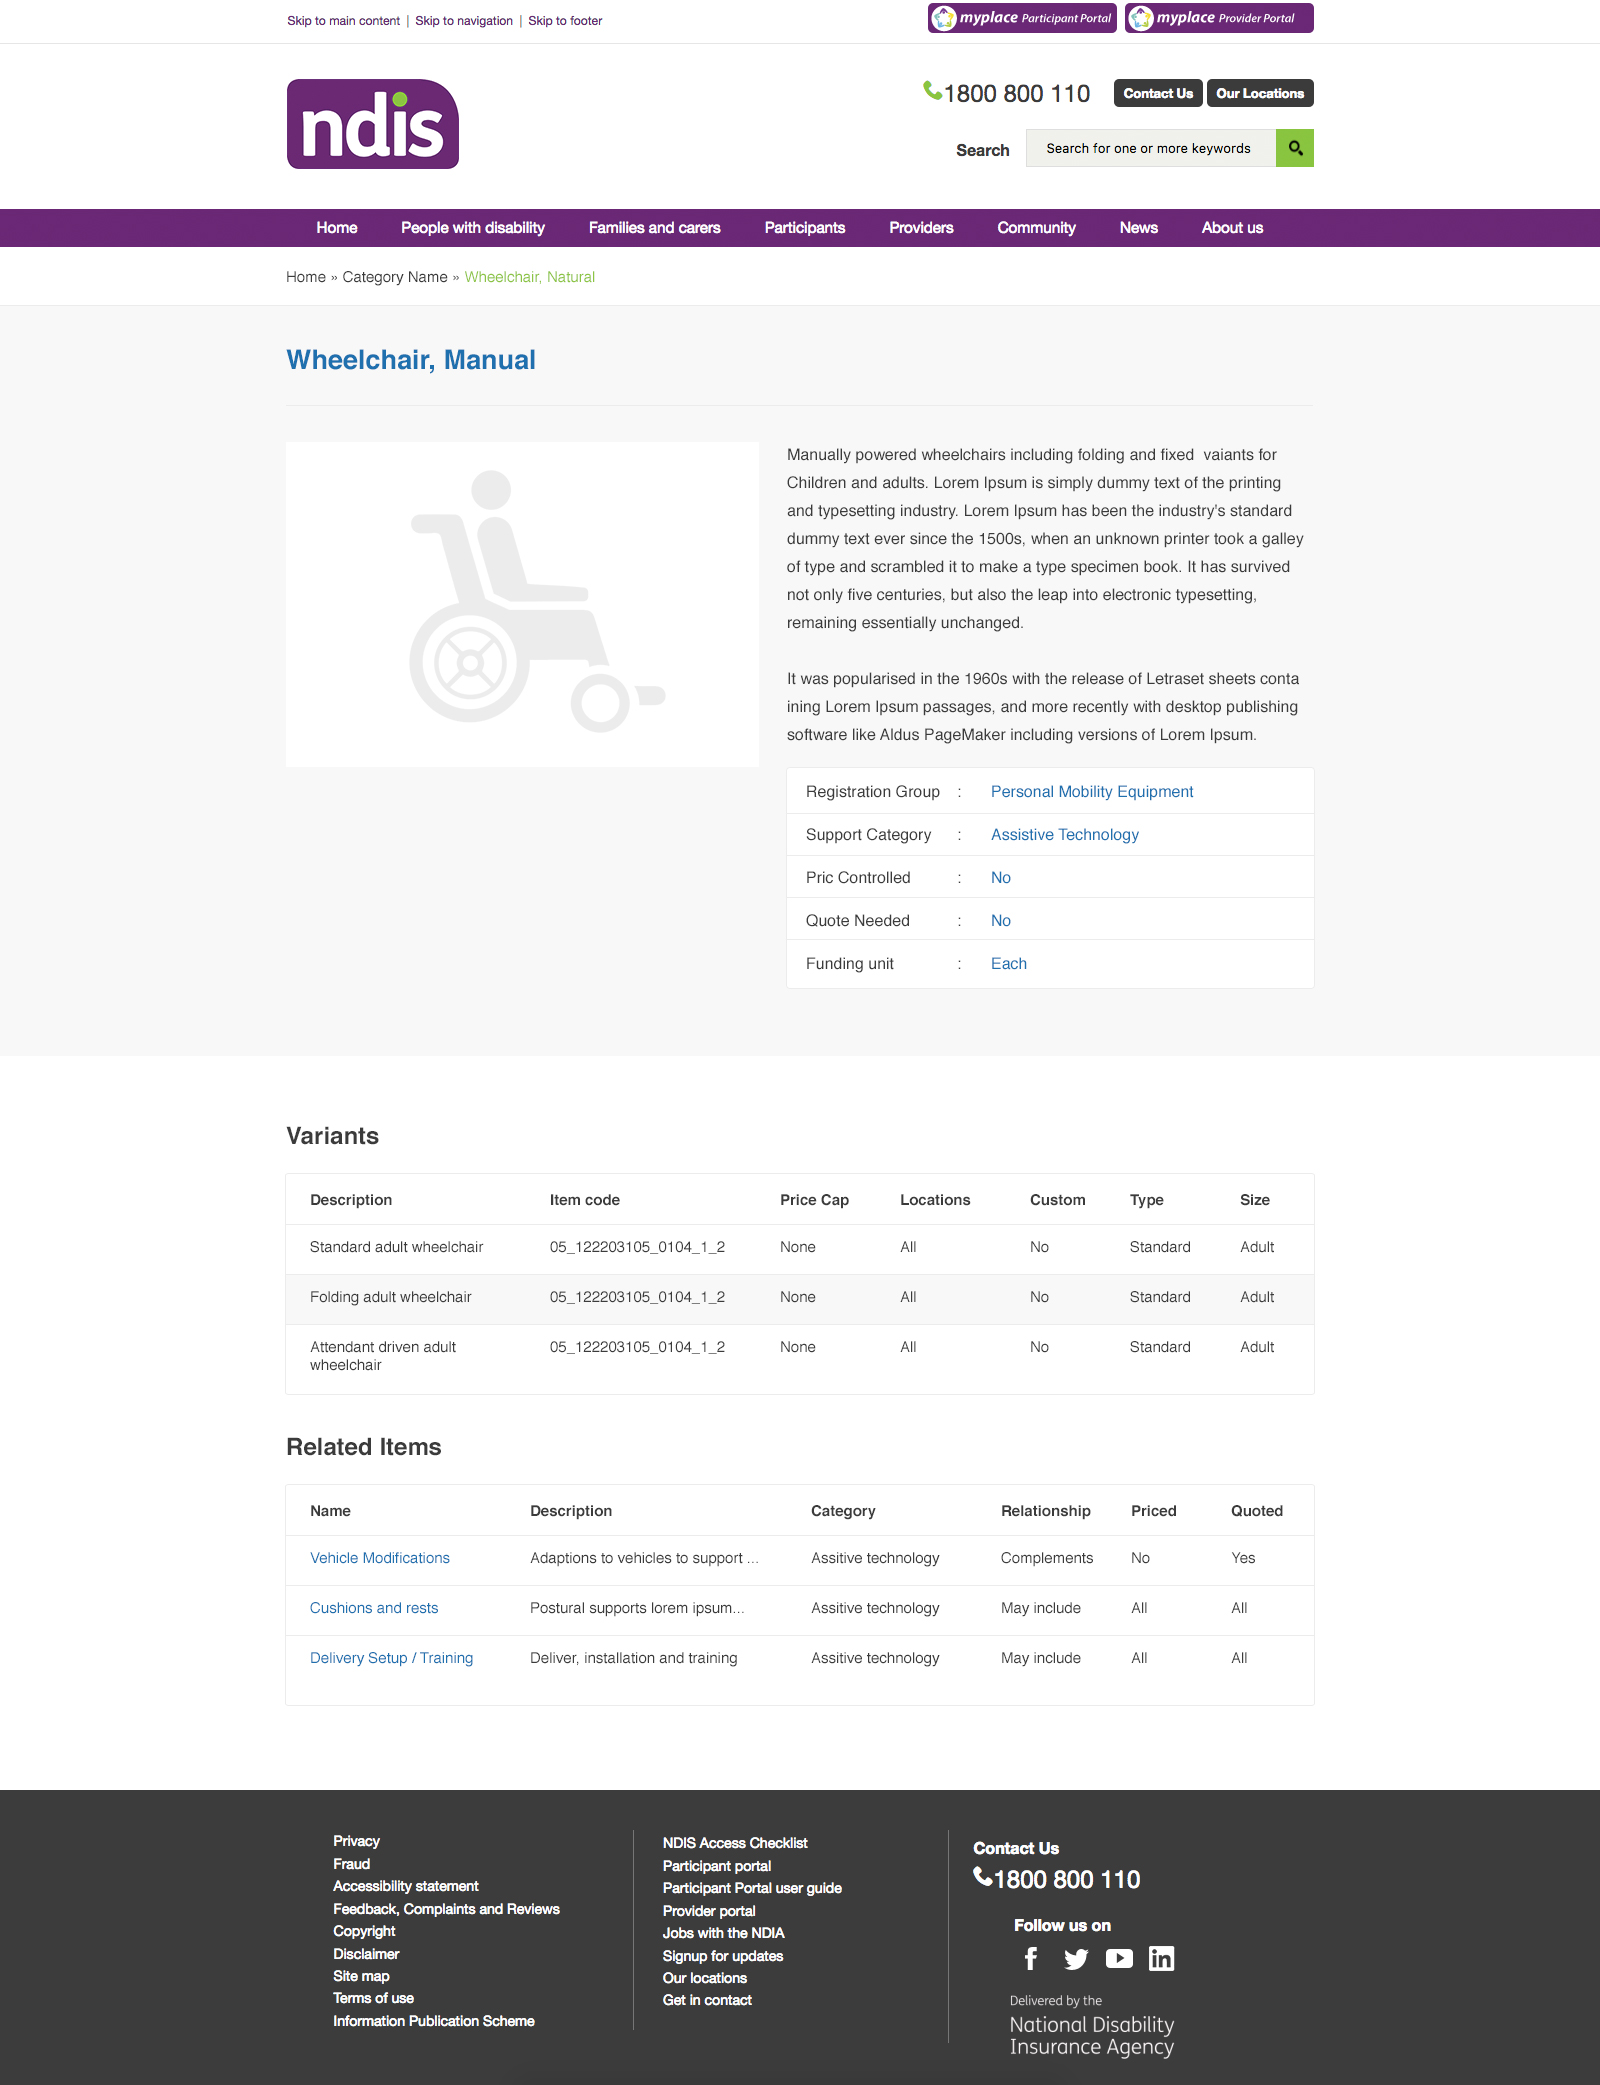 Skip to main content | Skip to navigation | Skip to footer
myplace Participant Portal
myplace Provider Portal
ndis
1800 800 110
Contact Us
Our Locations
Search
Search for one or more keywords
Home People with disability Families and carers Participants Providers Community News About us
Home » Category Name » Wheelchair, Natural
Wheelchair, Manual
Manually powered wheelchairs including folding and fixed vaiants for
Children and adults. Lorem Ipsum is simply dummy text of the printing
and typesetting industry. Lorem Ipsum has been the industry's standard
dummy text ever since the 1500s, when an unknown printer took a galley
of type and scrambled it to make a type specimen book. It has survived
not only five centuries, but also the leap into electronic typesetting,
remaining essentially unchanged.
It was popularised in the 1960s with the release of Letraset sheets conta
ining Lorem Ipsum passages, and more recently with desktop publishing
software like Aldus PageMaker including versions of Lorem Ipsum.
Registration Group : Personal Mobility Equipment
Support Category : Assistive Technology
Pric Controlled : No
Quote Needed : No
Funding unit : Each
Variants
Description Item code Price Cap Locations Custom Type Size
Standard adult wheelchair 05_122203105_0104_1_2 None All No Standard Adult
Folding adult wheelchair 05_122203105_0104_1_2 None All No Standard Adult
Attendant driven adult 05_122203105_0104_1_2 None All No Standard Adult
wheelchair
Related Items
Name Description Category Relationship Priced Quoted
Vehicle Modifications Adaptions to vehicles to support ... Assitive technology Complements No Yes
Cushions and rests Postural supports lorem ipsum... Assitive technology May include All All
Delivery Setup / Training Deliver, installation and training Assitive technology May include All All
Privacy
Fraud
Accessibility statement
Feedback, Complaints and Reviews
Copyright
Disclaimer
Site map
Terms of use
Information Publication Scheme
NDIS Access Checklist
Participant portal
Participant Portal user guide
Provider portal
Jobs with the NDIA
Signup for updates
Our locations
Get in contact
Contact Us
1800 800 110
Follow us on
Delivered by the
National Disability
Insurance Agency